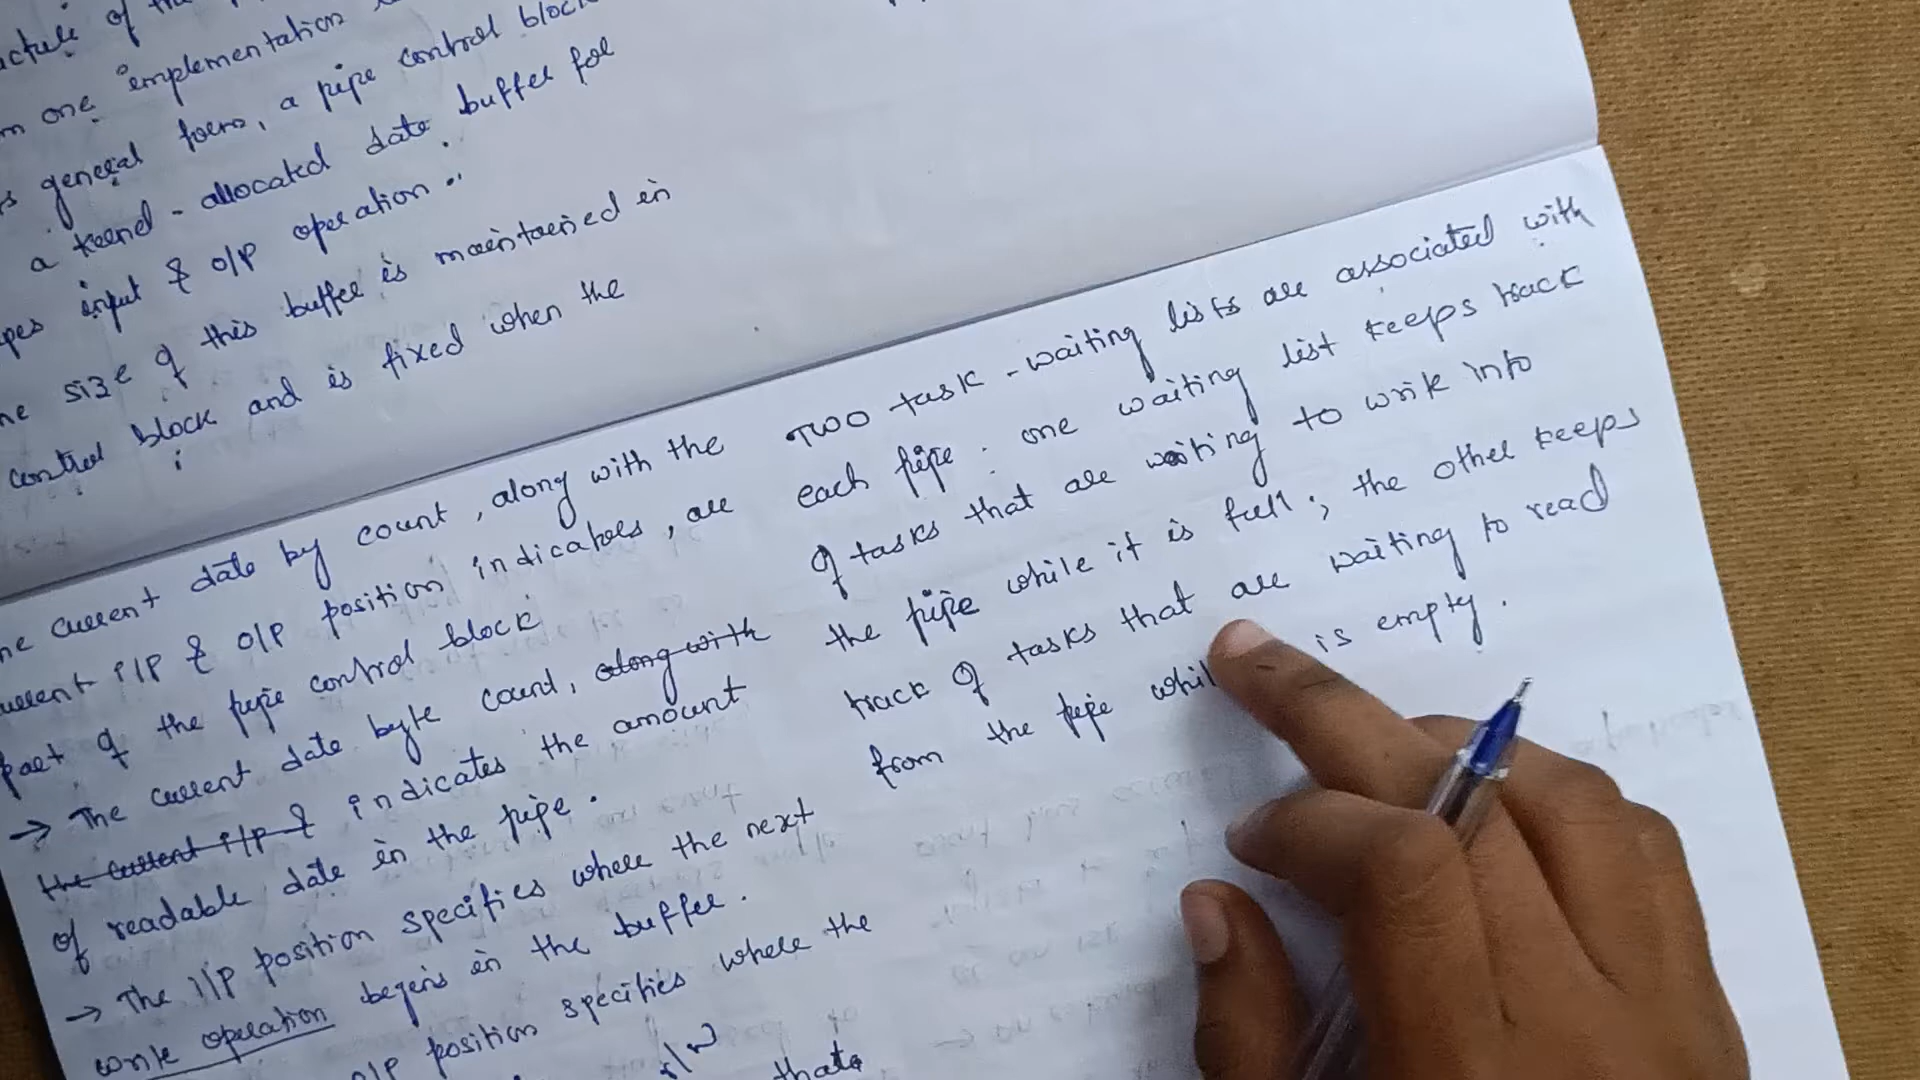 of the
one implementation
general form, a pipe control block
a kernel-allocated data buffer for
input & O/P operation.
size of this buffer is maintained in
control block and is fixed when the
current data by count, along with the
I/P & O/P position indicators, are
part of the pipe control block
→ The current data byte count, along with
the current I/P & indicates the amount
of readable data in the pipe.
→ The I/P position specifies where the next
write operation begins in the buffer.
O/P position specifies where the
r/w
that
Two task-waiting lists are associated with
each pipe. one waiting list keeps track
of tasks that are waiting to write into
the pipe while it is full; the other keeps
track of tasks that are waiting to read
from the pipe is empty.